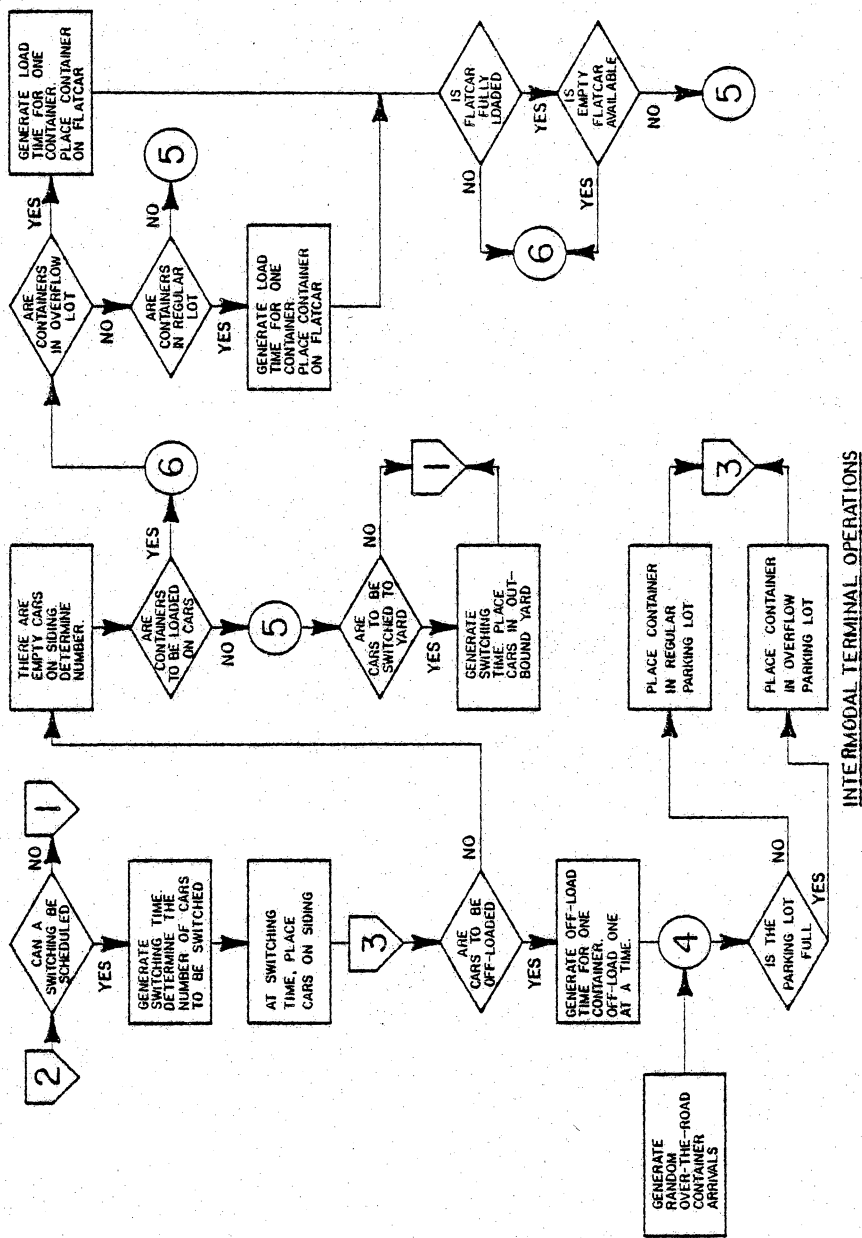 2
CAN A
SWITCHING BE
SCHEDULED
NO
1
YES
GENERATE
SWITCHING TIME.
DETERMINE THE
NUMBER OF CARS
TO BE SWITCHED
AT SWITCHING
TIME, PLACE
CARS ON SIDING
3
ARE
CARS TO BE
OFF-LOADED
NO
YES
GENERATE OFF-LOAD
TIME FOR ONE
CONTAINER.
OFF-LOAD ONE
AT A TIME.
GENERATE
RANDOM
OVER-THE-ROAD
CONTAINER
ARRIVALS
4
IS THE
PARKING LOT
FULL
NO
YES
THERE ARE
EMPTY CARS
ON SIDING.
DETERMINE
NUMBER.
ARE
CONTAINERS
TO BE LOADED
ON CARS
YES
6
NO
5
ARE
CARS TO BE
SWITCHED TO
YARD
NO
1
YES
GENERATE
SWITCHING
TIME. PLACE
CARS IN OUT-
BOUND YARD
PLACE CONTAINER
IN REGULAR
PARKING LOT
3
PLACE CONTAINER
IN OVERFLOW
PARKING LOT
ARE
CONTAINERS
IN OVERFLOW
LOT
YES
GENERATE LOAD
TIME FOR ONE
CONTAINER.
PLACE CONTAINER
ON FLATCAR
NO
ARE
CONTAINERS
IN REGULAR
LOT
NO
5
YES
GENERATE LOAD
TIME FOR ONE
CONTAINER.
PLACE CONTAINER
ON FLATCAR
IS
FLATCAR
FULLY
LOADED
NO
YES
6
IS
EMPTY
FLATCAR
AVAILABLE
YES
NO
5
INTERMODAL TERMINAL OPERATIONS